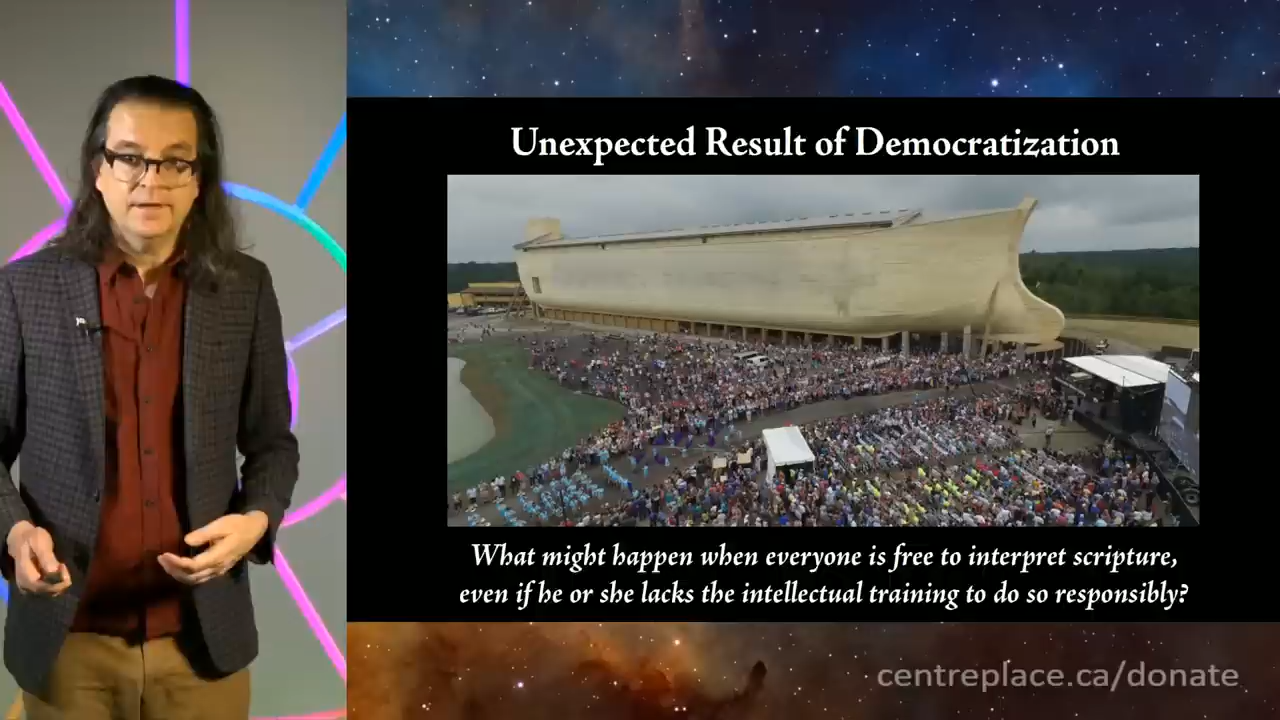 Unexpected Result of Democratization
What might happen when everyone is free to interpret scripture,
even if he or she lacks the intellectual training to do so responsibly?
centreplace.ca/donate